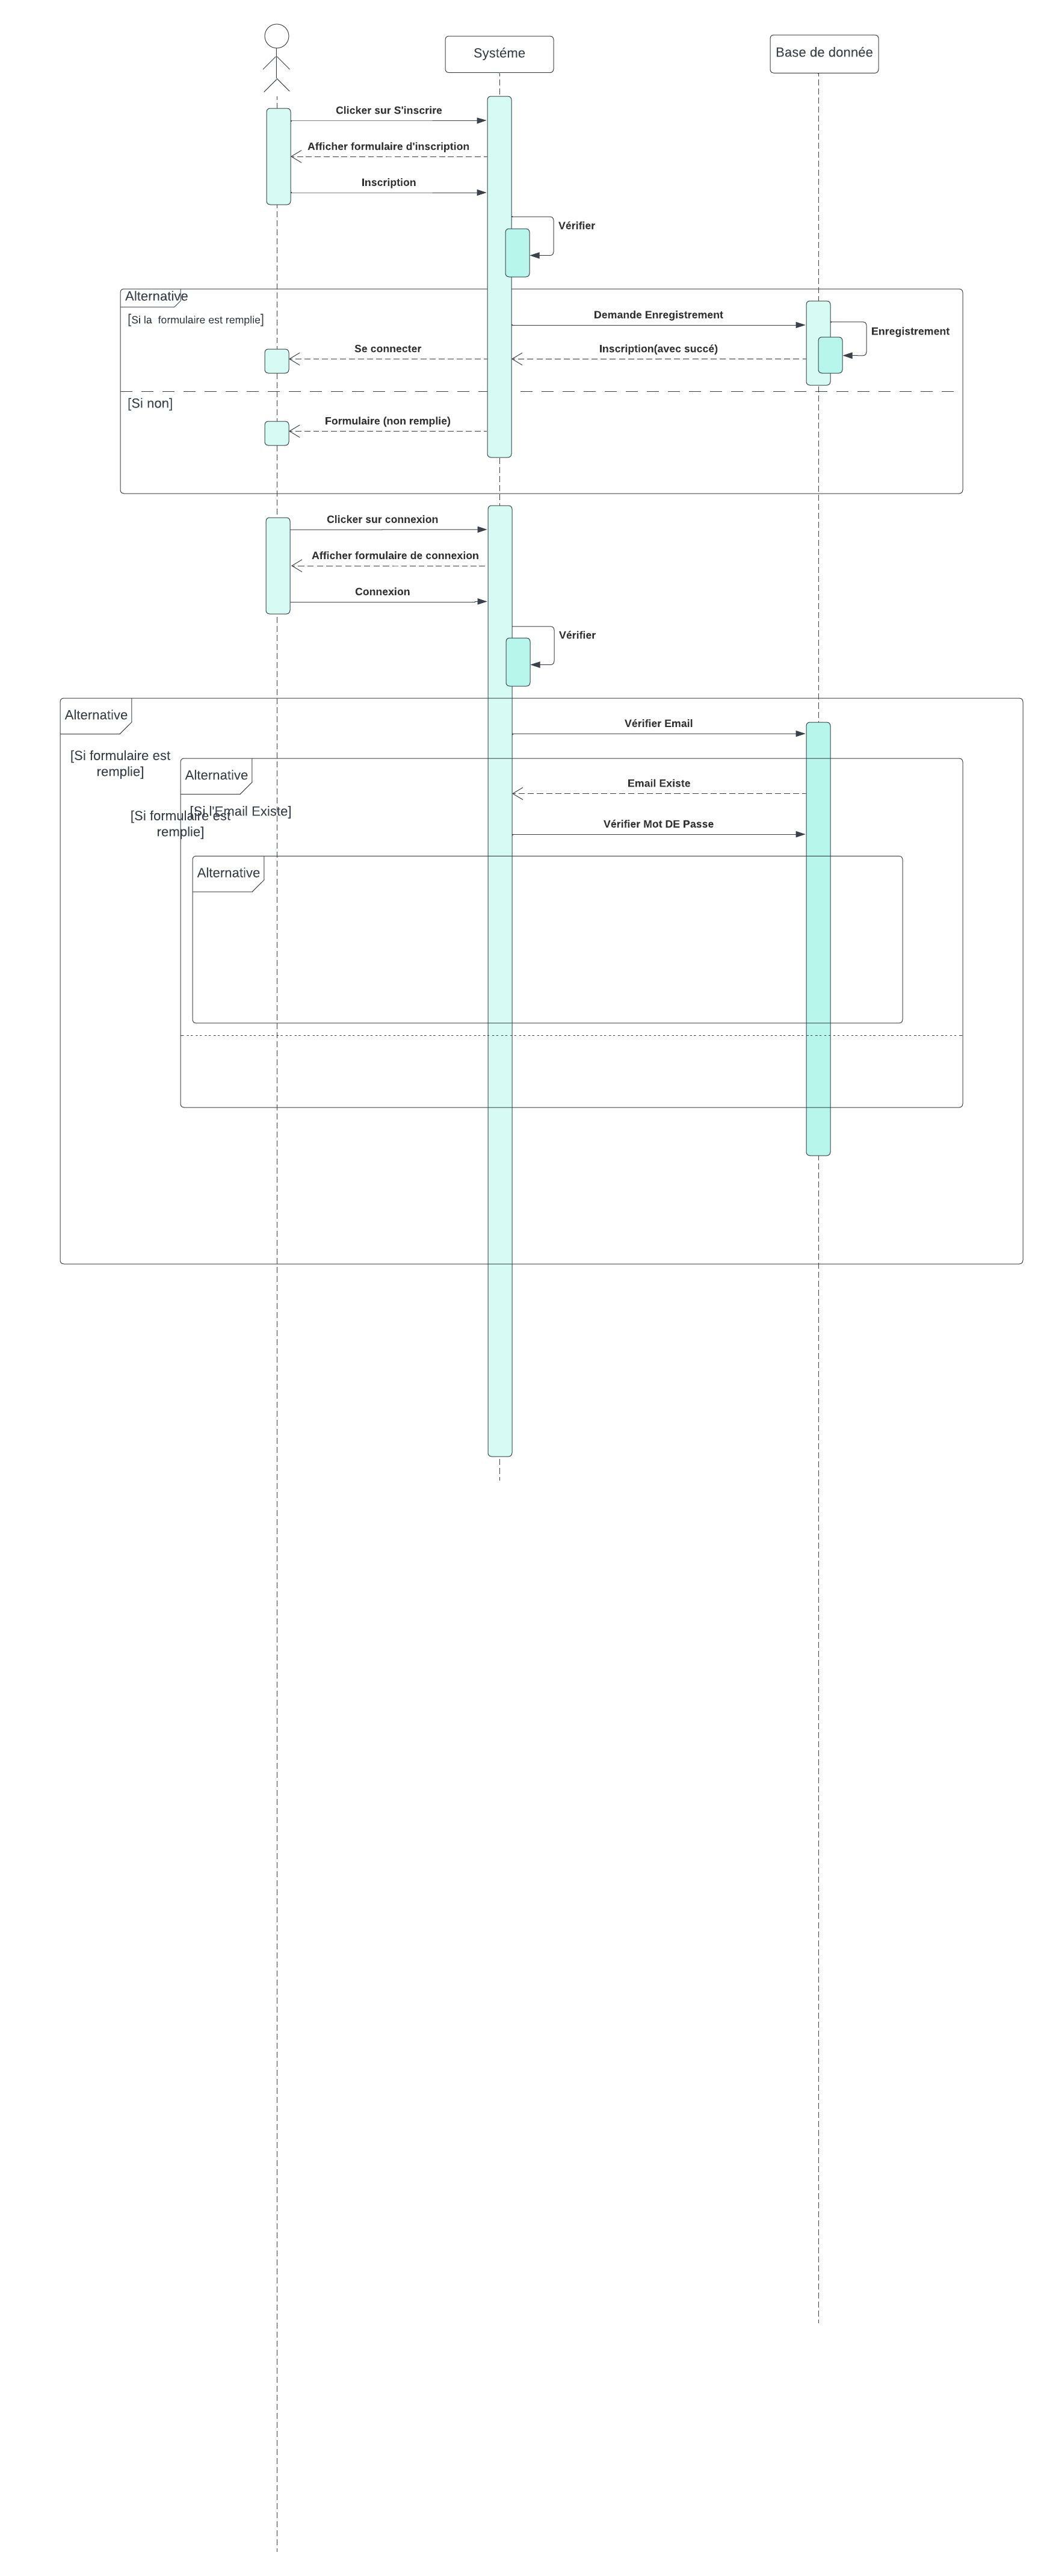 Systéme
Base de donnée
Clicker sur S'inscrire
Afficher formulaire d'inscription
Inscription
Vérifier
Alternative
[Si la  formulaire est remplie]
Demande Enregistrement
Enregistrement
Se connecter
Inscription(avec succé)
[Si non]
Formulaire (non remplie)
Clicker sur connexion
Afficher formulaire de connexion
Connexion
Vérifier
Alternative
Vérifier Email
[Si formulaire est
remplie]
Alternative
Email Existe
[Si l'Email Existe]
[Si formulaire est
remplie]
Vérifier Mot DE Passe
Alternative